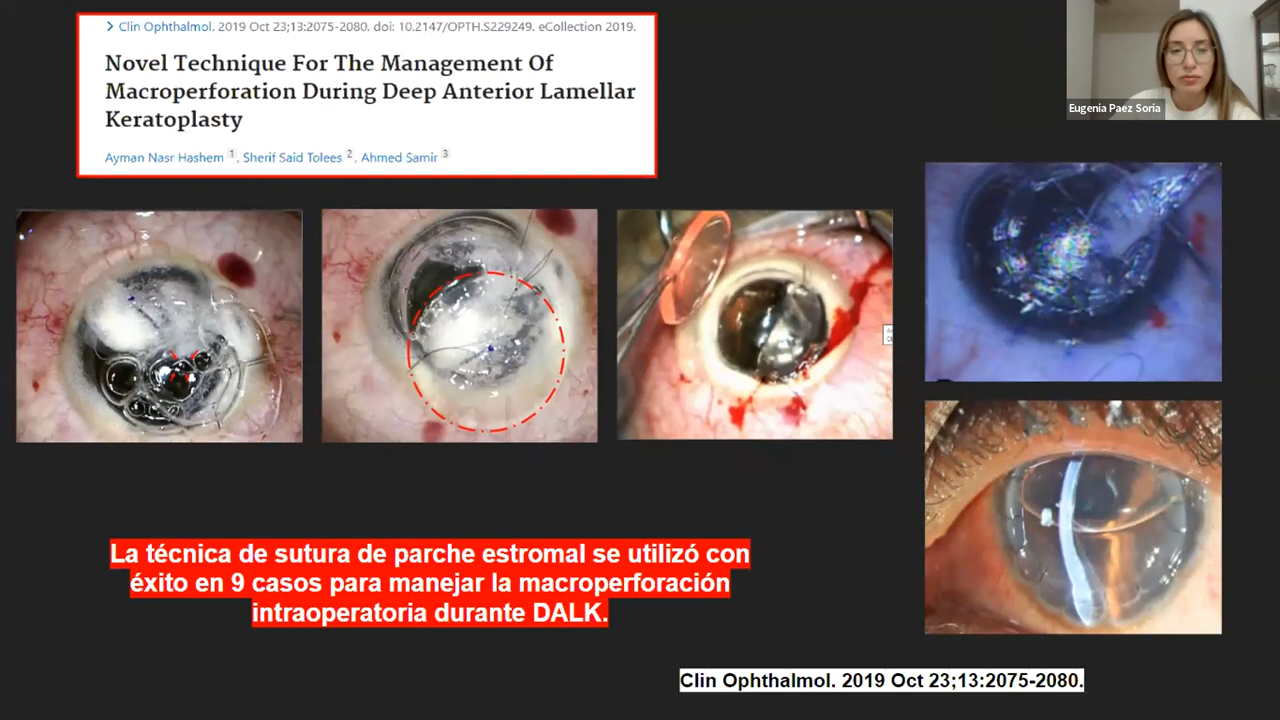 > Clin Ophthalmol. 2019 Oct 23;13:2075-2080. doi: 10.2147/OPTH.S229249. eCollection 2019.
Novel Technique For The Management Of
Macroperforation During Deep Anterior Lamellar
Keratoplasty
Ayman Nasr Hashem 1, Sherif Said Tolees 2, Ahmed Samir 3
Eugenia Paez Soria
La técnica de sutura de parche estromal se utilizó con
éxito en 9 casos para manejar la macroperforación
intraoperatoria durante DALK.
Clin Ophthalmol. 2019 Oct 23;13:2075-2080.